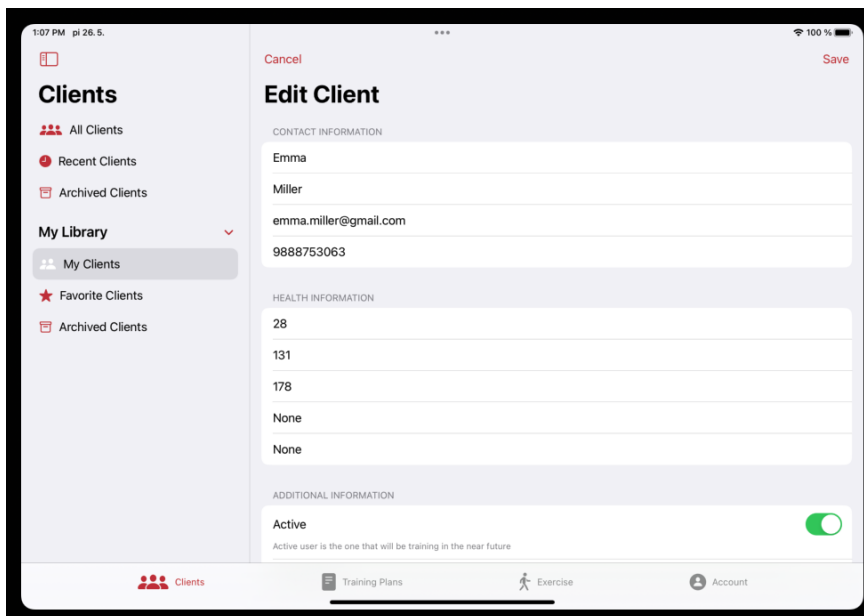 1:07 PM pi 26. 5.
100 %
Clients
All Clients
Recent Clients
Archived Clients
My Library
My Clients
Favorite Clients
Archived Clients
Cancel
Save
Edit Client
CONTACT INFORMATION
Emma
Miller
emma.miller@gmail.com
9888753063
HEALTH INFORMATION
28
131
178
None
None
ADDITIONAL INFORMATION
Active
Active user is the one that will be training in the near future
Clients
Training Plans
Exercise
Account